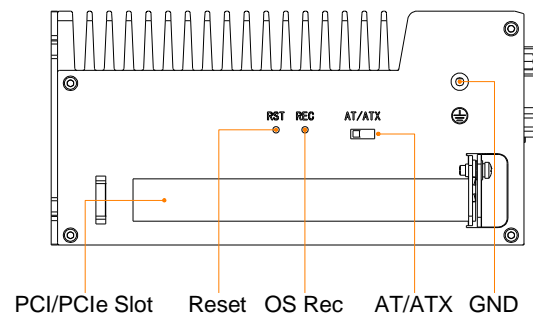 RST REC AT/ATX
PCI/PCIe Slot Reset OS Rec AT/ATX GND